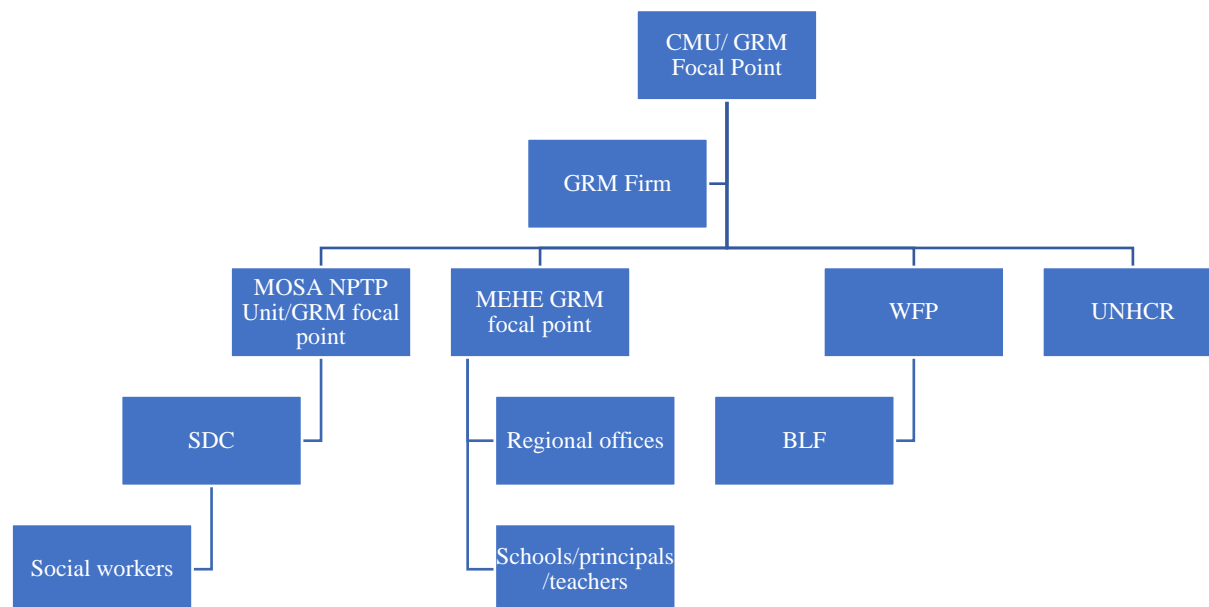 CMU/ GRM
Focal Point
GRM Firm
MOSA NPTP
Unit/GRM focal
point
MEHE GRM
focal point
WFP
UNHCR
SDC
Regional offices
BLF
Social workers
Schools/principals
/teachers